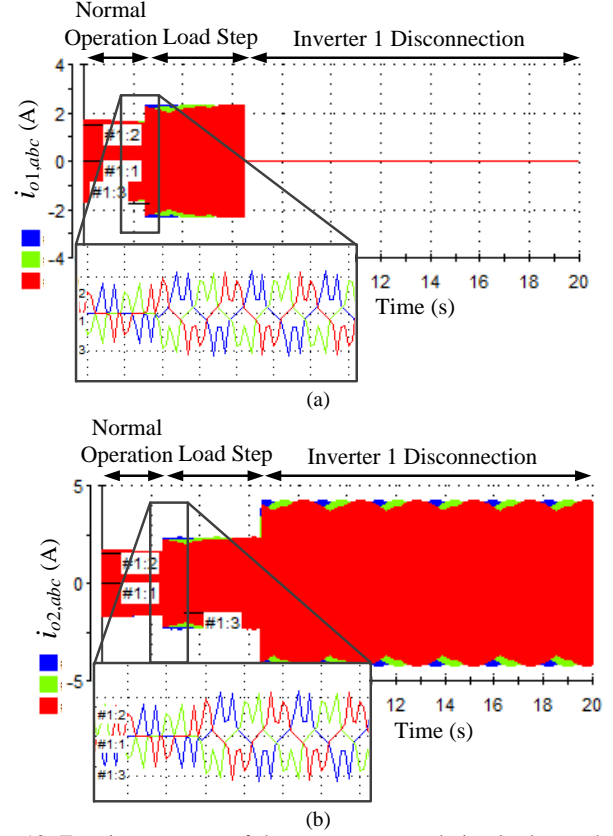 Normal
Operation Load Step Inverter 1 Disconnection
4
2
0
-2
-4
i_{o1,abc} (A)
#1:2
#1:1
#1:3
12 14 16 18 20
Time (s)
2
1
3
(a)
Normal
Operation Load Step Inverter 1 Disconnection
5
0
-5
i_{o2,abc} (A)
#1:2
#1:1
#1:3
12 14 16 18 20
Time (s)
#1:2
#1:1
#1:3
(b)